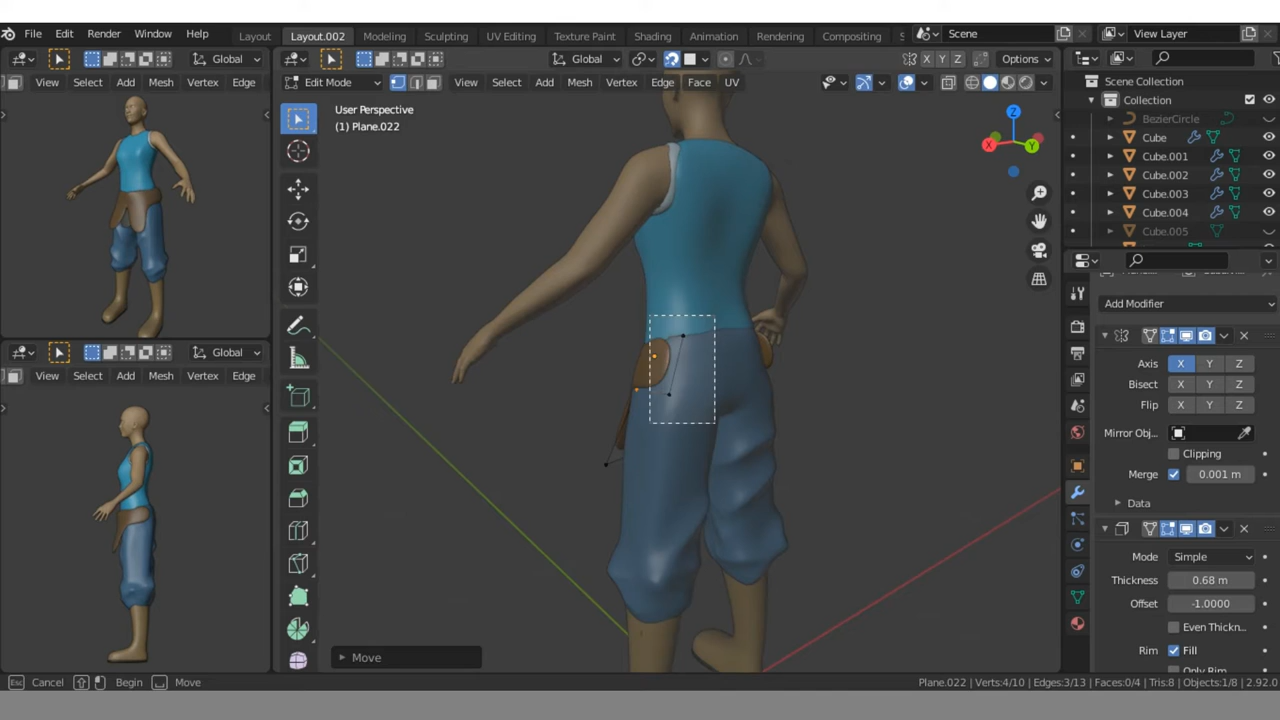 File Edit Render Window Help Layout Layout.002 Modeling Sculpting UV Editing Texture Paint Shading Animation Rendering Compositing Scene View Layer
Global
Global
Options
View Select Add Mesh Vertex Edge
Edit Mode View Select Add Mesh Vertex Edge Face UV
Scene Collection
Collection
BezierCircle
Cube
Cube.001
Cube.002
Cube.003
Cube.004
Cube.005
User Perspective
(1) Plane.022
Z
X
Y
X Y Z
Add Modifier
Axis X Y Z
Bisect X Y Z
Flip X Y Z
Mirror Obj...
Clipping
Merge 0.001 m
Data
Mode Simple
Thickness 0.68 m
Offset -1.0000
Even Thickn...
Rim Fill
Only Rim
Global
View Select Add Mesh Vertex Edge
Move
Esc Cancel Begin Move Plane.022 | Verts:4/10 | Edges:3/13 | Faces:0/4 | Tris:8 | Objects:1/8 | 2.92.0